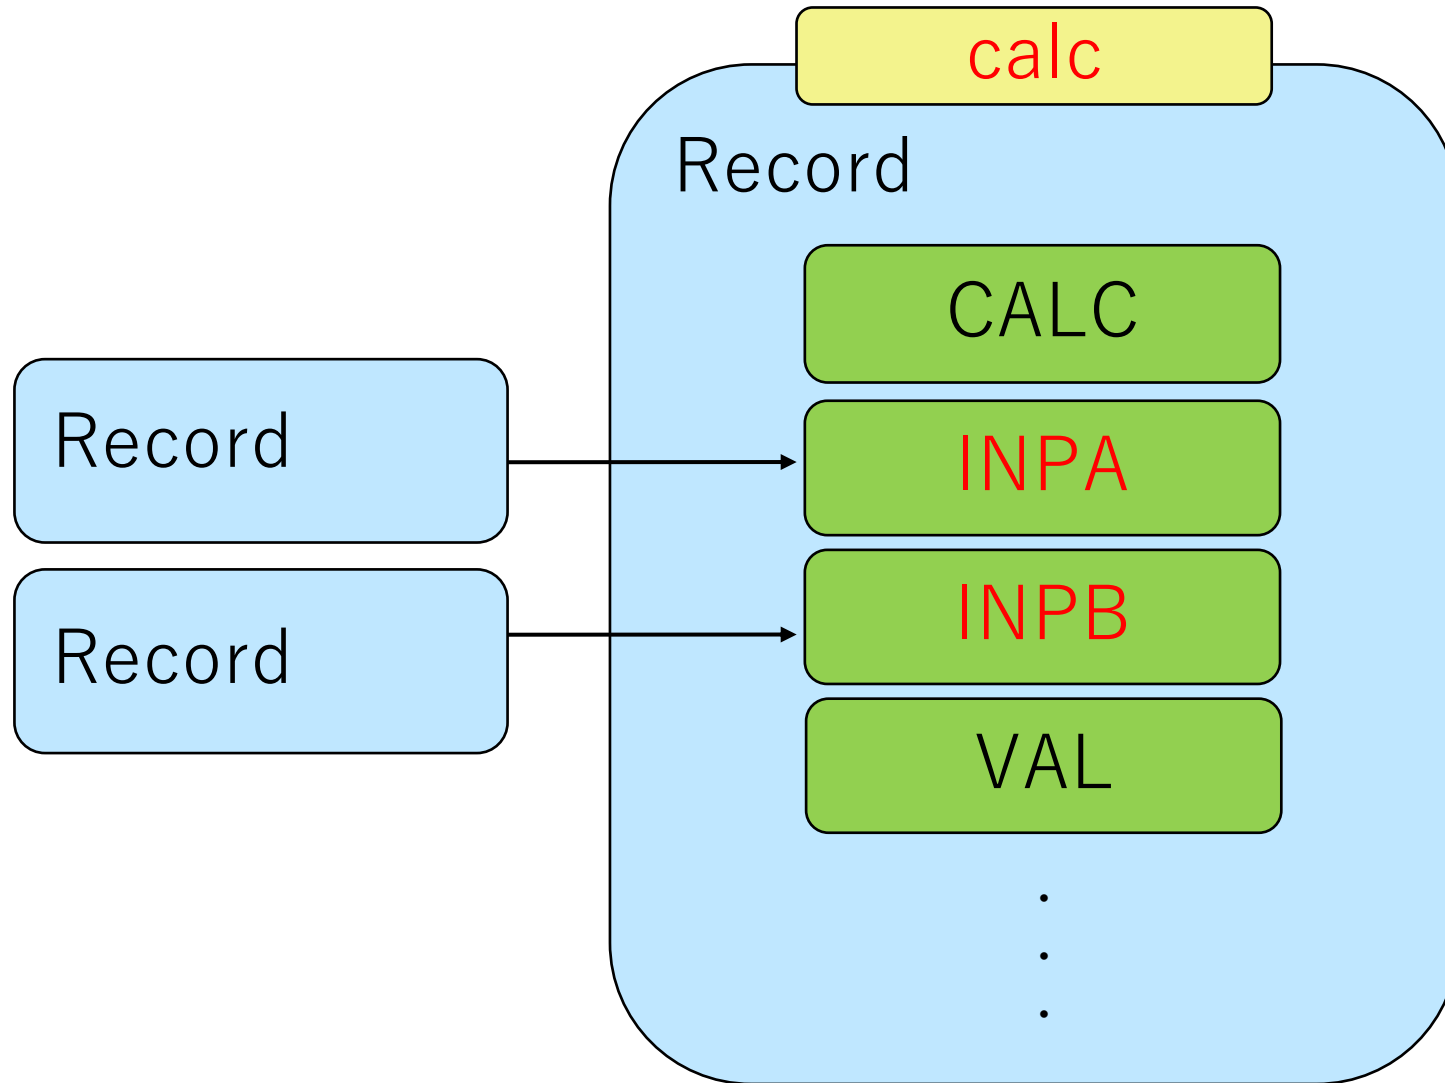 calc
Record
CALC
Record
INPA
Record
INPB
VAL
.
.
.